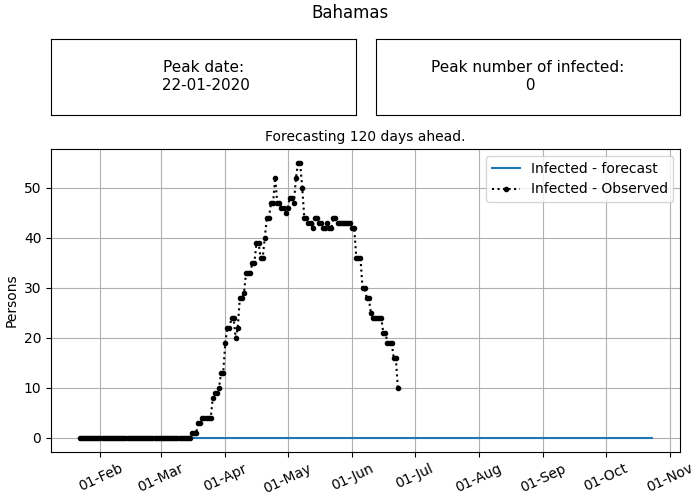 Bahamas
Peak date:
22-01-2020
Peak number of infected:
0
Forecasting 120 days ahead.
Infected - forecast
Infected - Observed
Persons
50
40
30
20
10
0
01-Feb
01-Mar
01-Apr
01-May
01-Jun
01-Jul
01-Aug
01-Sep
01-Oct
01-Nov